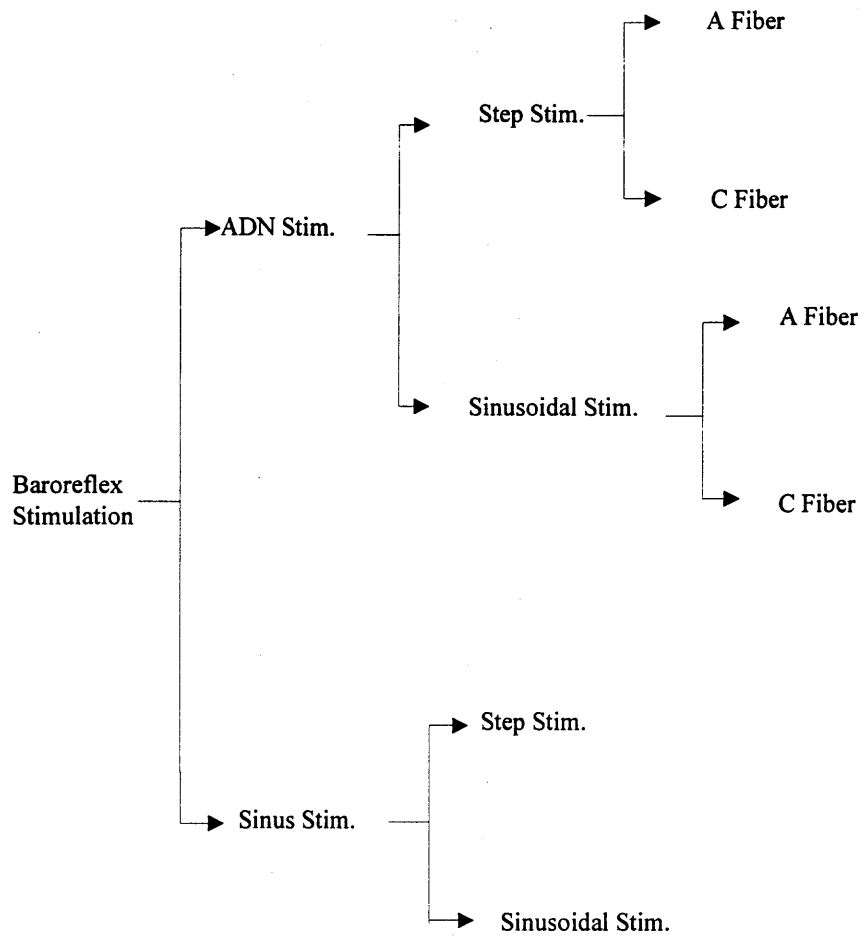 A Fiber
Step Stim.
C Fiber
ADN Stim.
A Fiber
Sinusoidal Stim.
C Fiber
Baroreflex
Stimulation
Step Stim.
Sinus Stim.
Sinusoidal Stim.